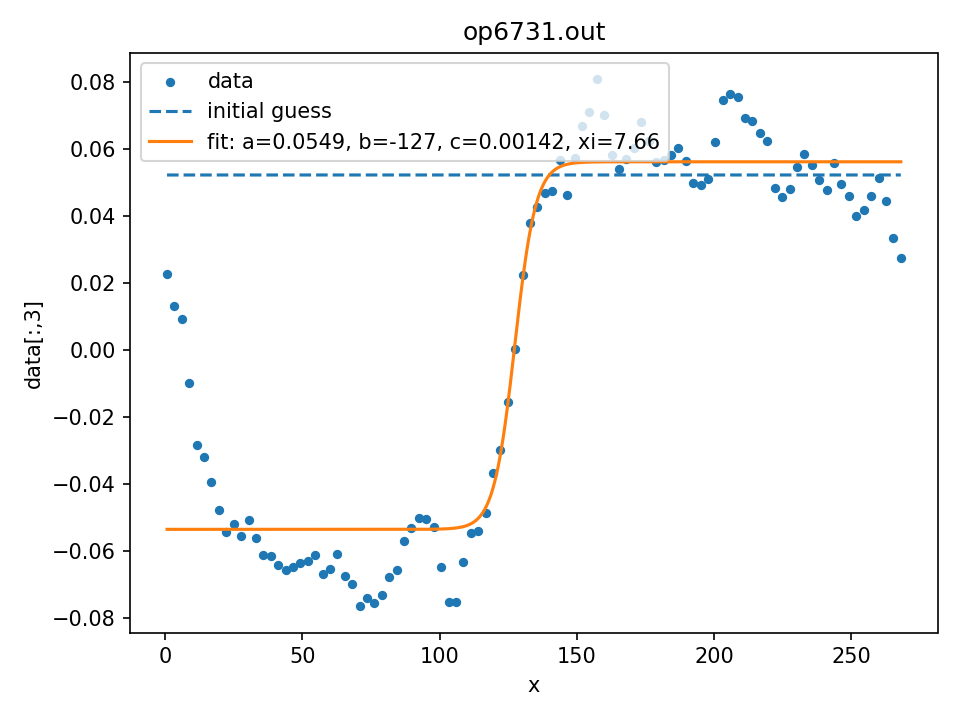 op6731.out
data
initial guess
fit: a=0.0549, b=-127, c=0.00142, xi=7.66
0.08
0.06
0.04
0.02
0.00
−0.02
−0.04
−0.06
−0.08
data[:,3]
0 50 100 150 200 250
x